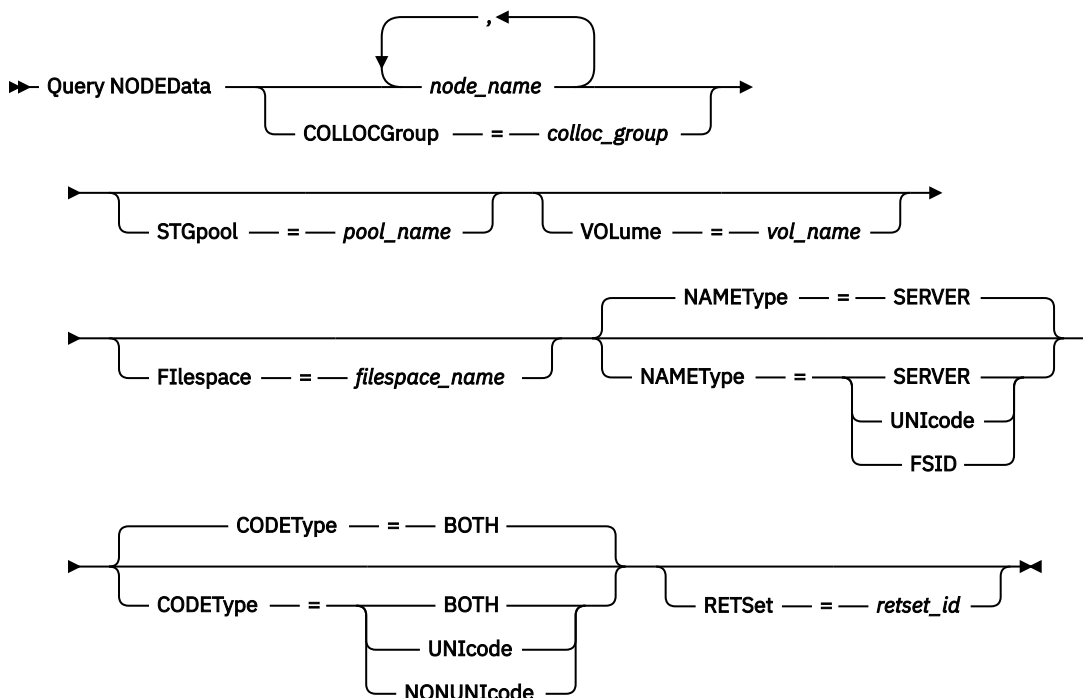 ,
Query NODEData node_name
COLLOCGroup = colloc_group
STGpool = pool_name VOLume = vol_name
NAMEType = SERVER
FIlespace = filespace_name NAMEType = SERVER
UNIcode
FSID
CODEType = BOTH
CODEType = BOTH RETSet = retset_id
UNIcode
NONUNIcode